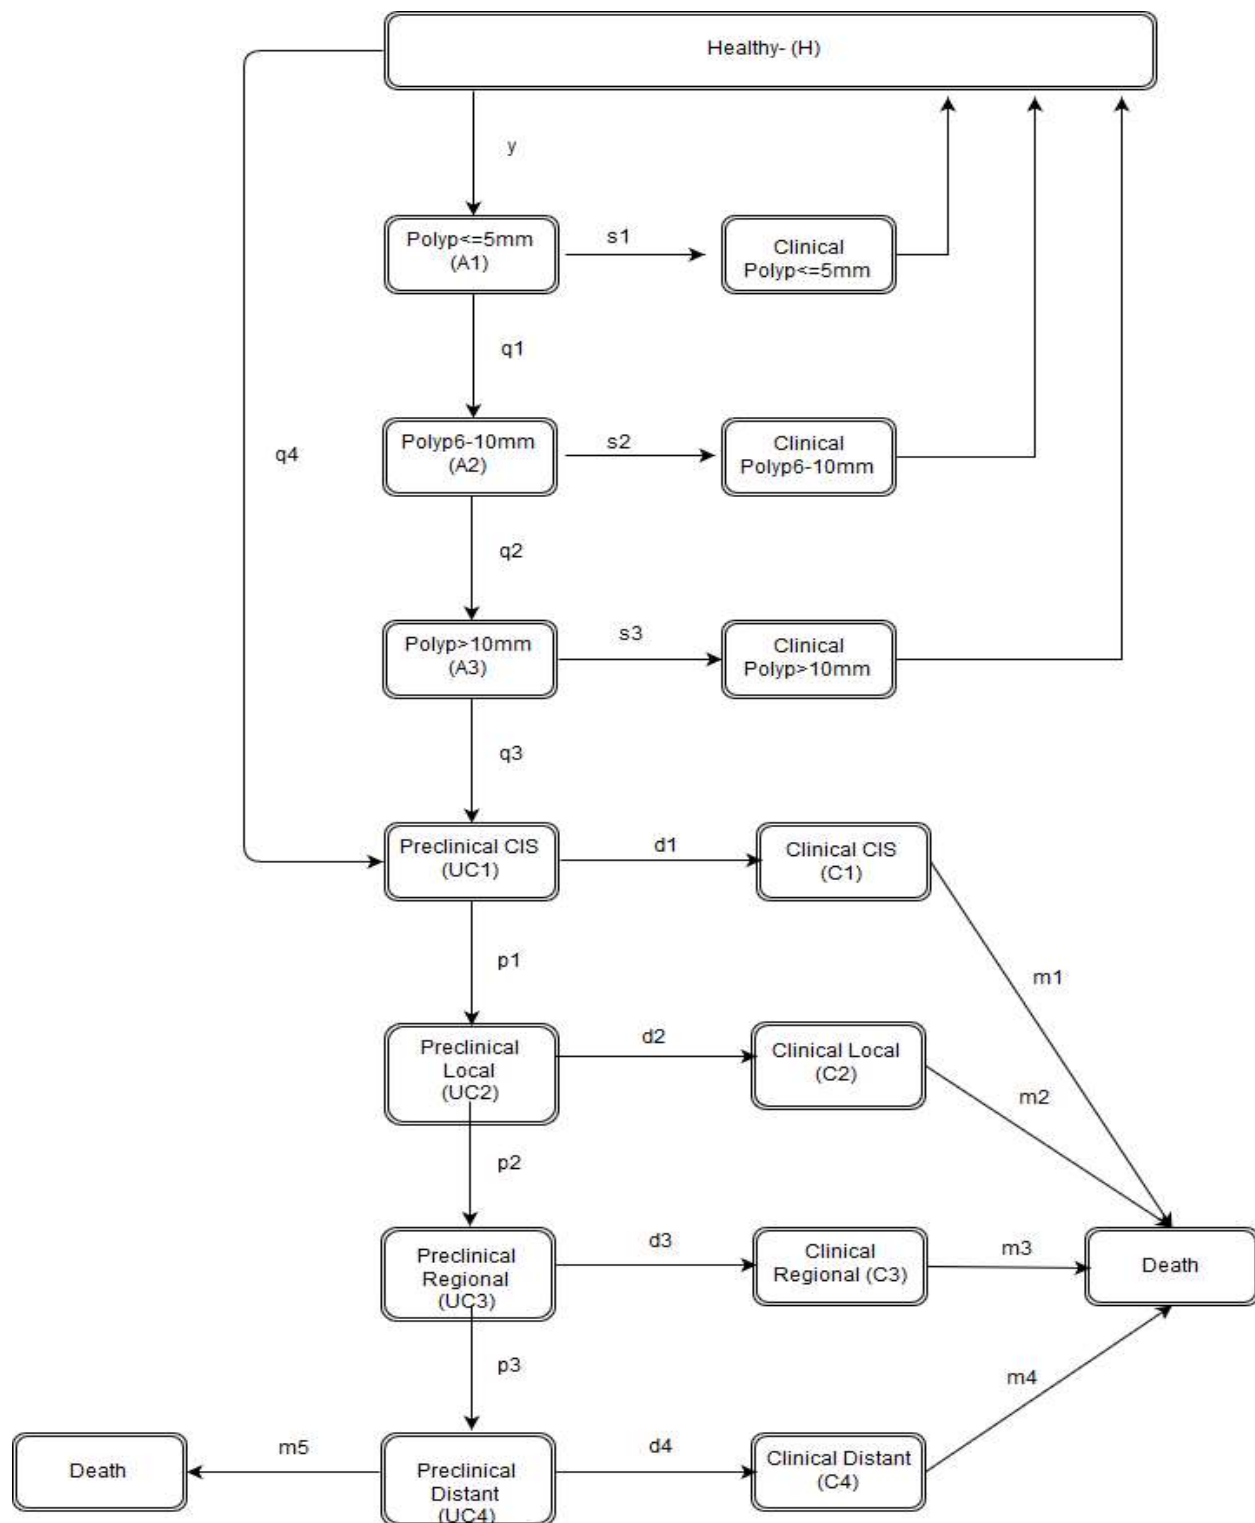 Healthy- (H)
y
Polyp<=5mm
(A1)
s1
Clinical
Polyp<=5mm
q1
q4
Polyp6-10mm
(A2)
s2
Clinical
Polyp6-10mm
q2
Polyp>10mm
(A3)
s3
Clinical
Polyp>10mm
q3
Preclinical CIS
(UC1)
d1
Clinical CIS
(C1)
p1
m1
Preclinical
Local
(UC2)
d2
Clinical Local
(C2)
m2
p2
Preclinical
Regional
(UC3)
d3
Clinical
Regional (C3)
m3
Death
p3
m4
Death
m5
Preclinical
Distant
(UC4)
d4
Clinical Distant
(C4)